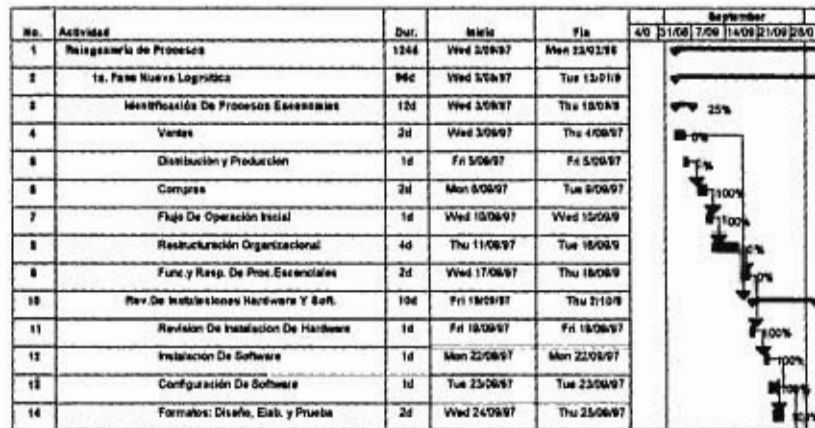 September
No. Actividad Dur. Inicio Fin 4/0 31/08 7/09 14/09 21/09 28/0
1 Reingeniería de Procesos 124d Wed 3/09/97 Mon 23/02/98
2 1a. Fase Nueva Logística 96d Wed 3/09/97 Tue 13/01/9
3 Identificación De Procesos Escenciales 12d Wed 3/09/97 Thu 18/09/9 25%
4 Ventas 2d Wed 3/09/97 Thu 4/09/97 0%
5 Distribución y Producción 1d Fri 5/09/97 Fri 5/09/97
6 Compras 2d Mon 8/09/97 Tue 9/09/97 100%
7 Flujo De Operación Inicial 1d Wed 10/09/97 Wed 10/09/9 100%
8 Restructuración Organizacional 4d Thu 11/09/97 Tue 16/09/9 0%
9 Func.y Resp. De Proc.Escenciales 2d Wed 17/09/97 Thu 18/09/9 0%
10 Rev.De Instalasiones Hardware Y Soft. 10d Fri 19/09/97 Thu 2/10/9
11 Revision De Instalacion De Hardware 1d Fri 19/09/97 Fri 19/09/97 100%
12 Instalación De Software 1d Mon 22/09/97 Mon 22/09/97 100%
13 Configuración De Software 1d Tue 23/09/97 Tue 23/09/97 100%
14 Formatos: Diseño, Elab. y Prueba 2d Wed 24/09/97 Thu 25/09/97